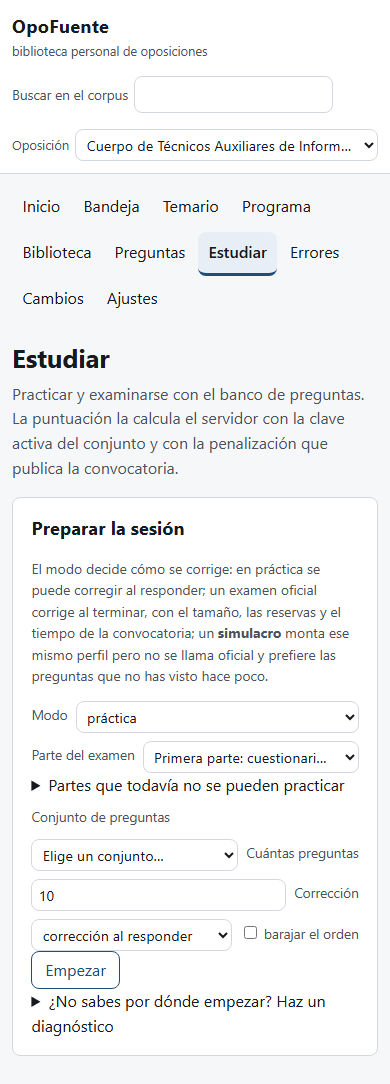 OpoFuente
biblioteca personal de oposiciones
Buscar en el corpus
Oposición Cuerpo de Técnicos Auxiliares de Inform...
Inicio Bandeja Temario Programa
Biblioteca Preguntas Estudiar Errores
Cambios Ajustes
Estudiar
Practicar y examinarse con el banco de preguntas.
La puntuación la calcula el servidor con la clave
activa del conjunto y con la penalización que
publica la convocatoria.
Preparar la sesión
El modo decide cómo se corrige: en práctica se
puede corregir al responder; un examen oficial
corrige al terminar, con el tamaño, las reservas y el
tiempo de la convocatoria; un simulacro monta ese
mismo perfil pero no se llama oficial y prefiere las
preguntas que no has visto hace poco.
Modo práctica
Parte del examen Primera parte: cuestionari...
Partes que todavía no se pueden practicar
Conjunto de preguntas
Elige un conjunto... Cuántas preguntas
10 Corrección
corrección al responder barajar el orden
Empezar
¿No sabes por dónde empezar? Haz un
diagnóstico